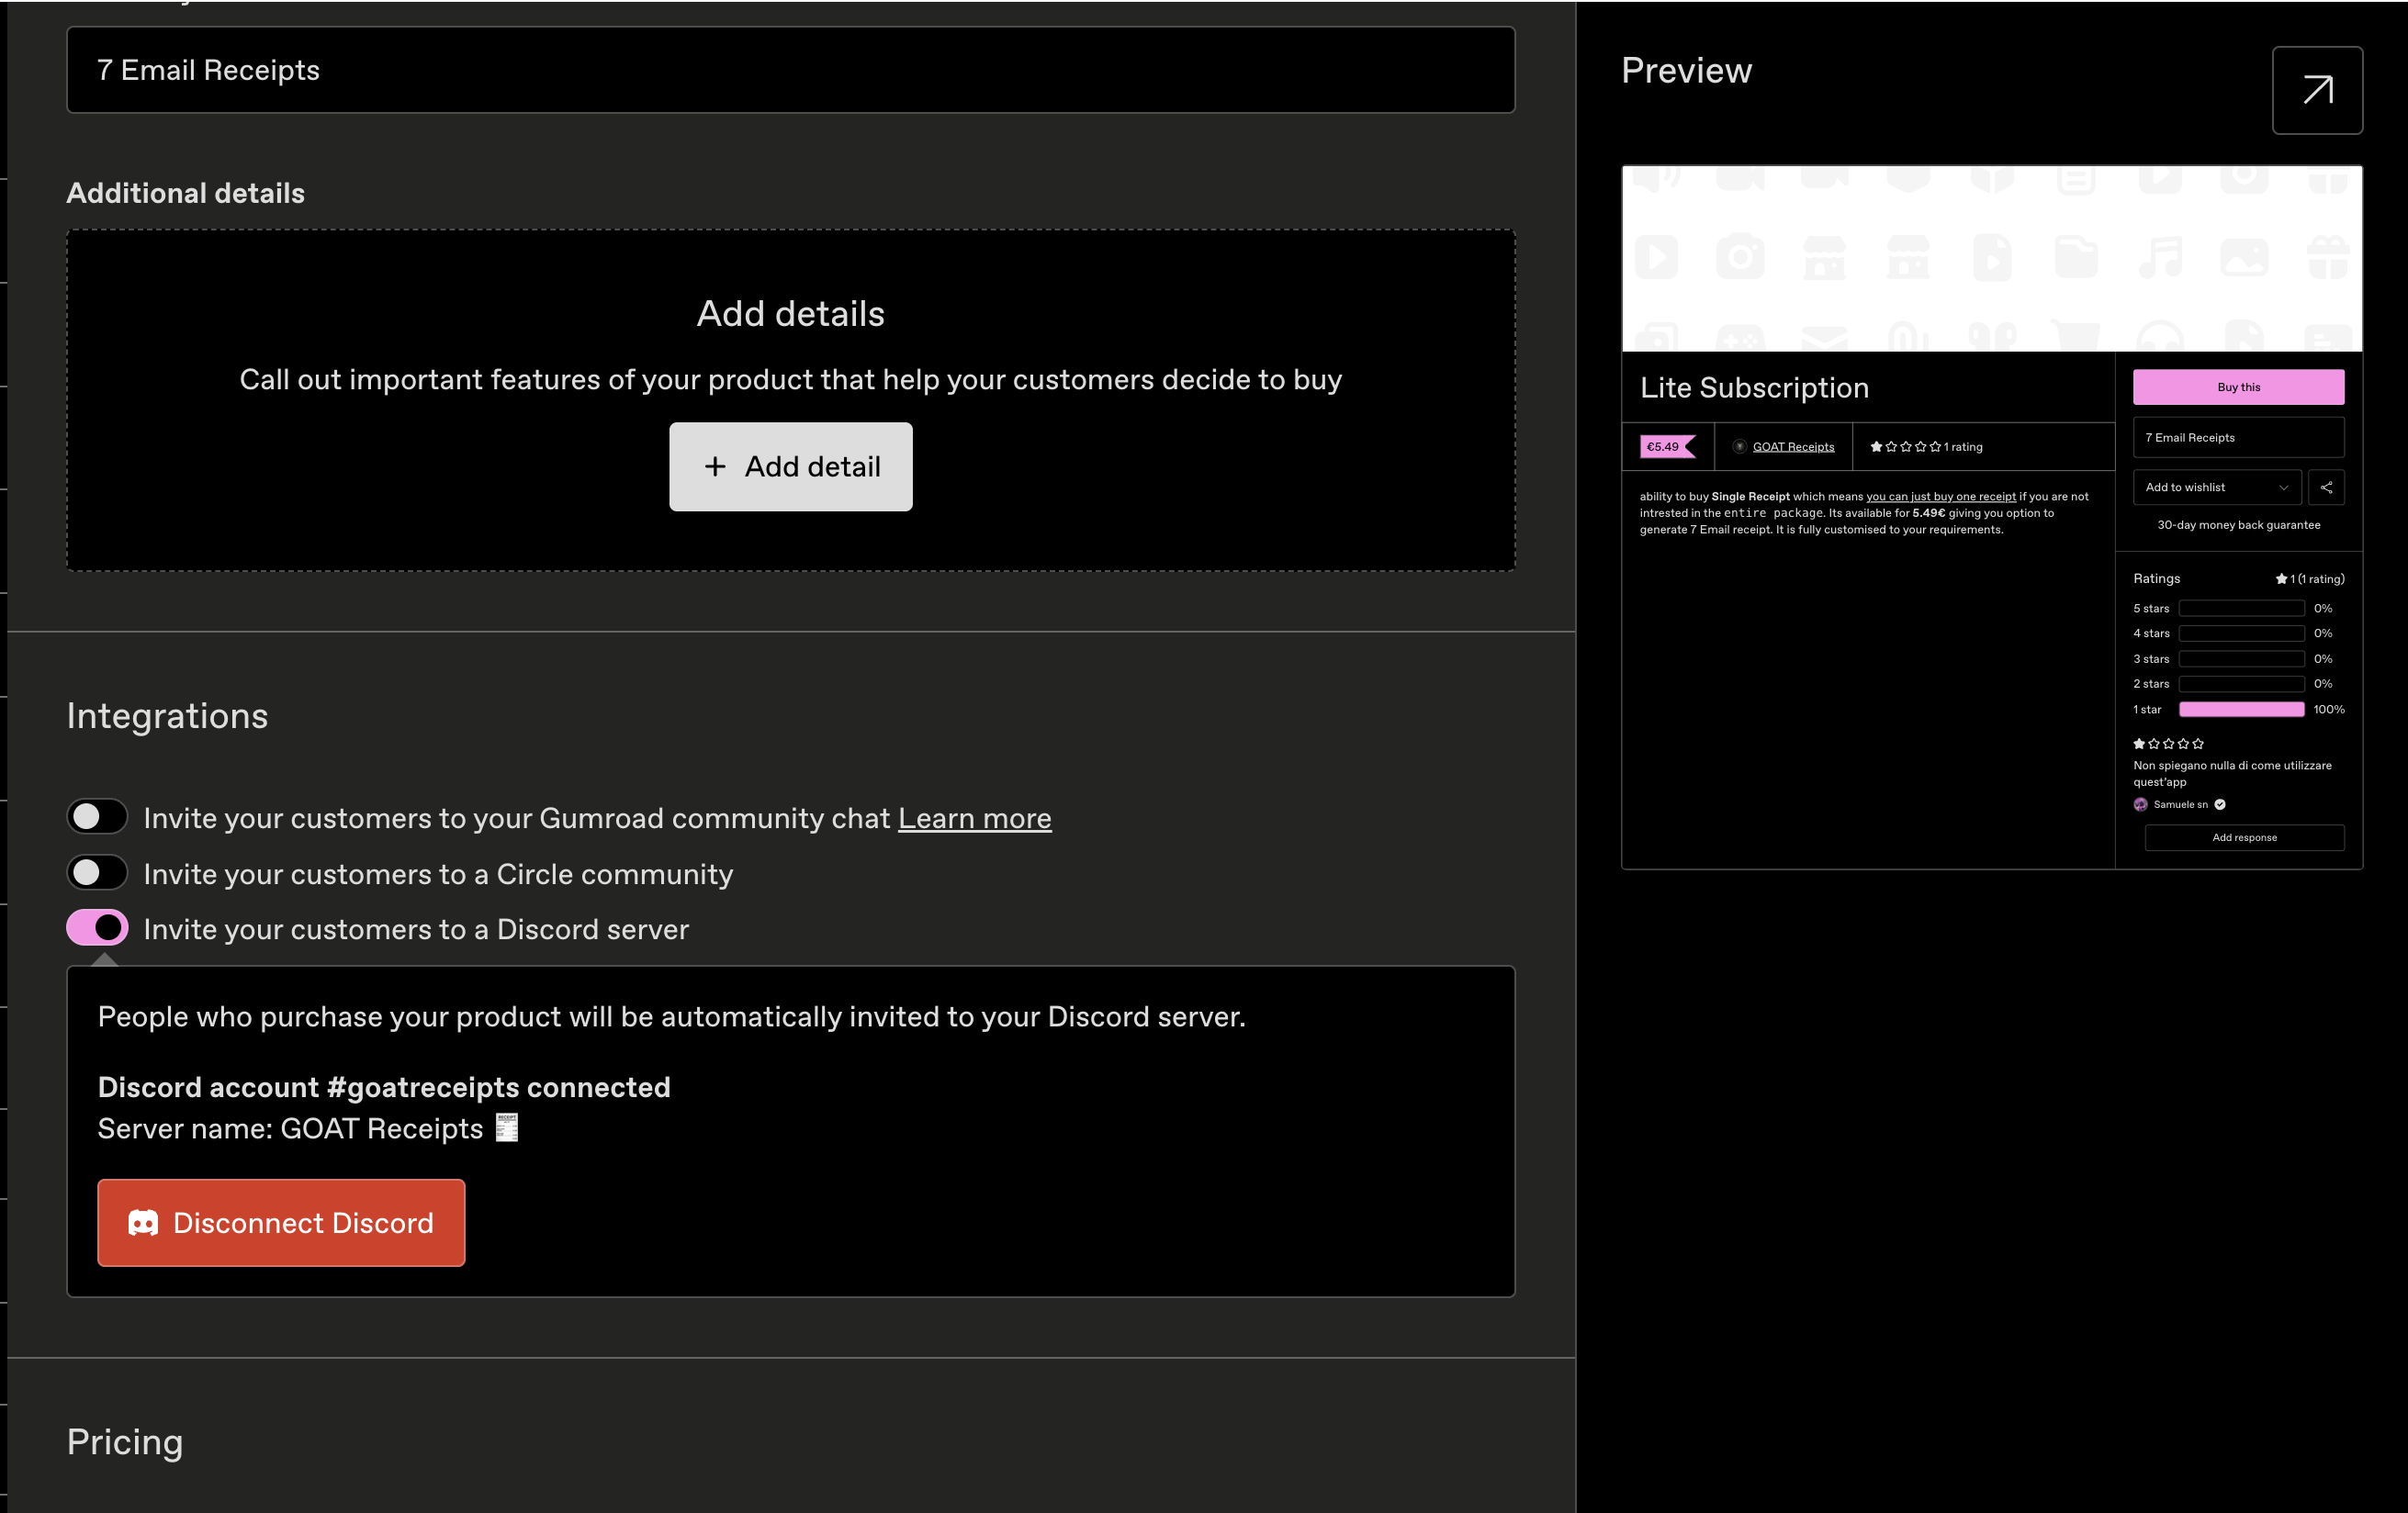 7 Email Receipts
Additional details
Add details
Call out important features of your product that help your customers decide to buy
+ Add detail
Integrations
Invite your customers to your Gumroad community chat Learn more
Invite your customers to a Circle community
Invite your customers to a Discord server
People who purchase your product will be automatically invited to your Discord server.
Discord account #goatreceipts connected
Server name: GOAT Receipts
Disconnect Discord
Pricing
Preview
Lite Subscription
€5.49
GOAT Receipts
1 rating
ability to buy Single Receipt which means you can just buy one receipt if you are not
intrested in the entire package. Its available for 5.49€ giving you option to
generate 7 Email receipt. It is fully customised to your requirements.
Buy this
7 Email Receipts
Add to wishlist
30-day money back guarantee
Ratings
1 (1 rating)
5 stars 0%
4 stars 0%
3 stars 0%
2 stars 0%
1 star 100%
Non spiegano nulla di come utilizzare
quest'app
Samuele sn
Add response